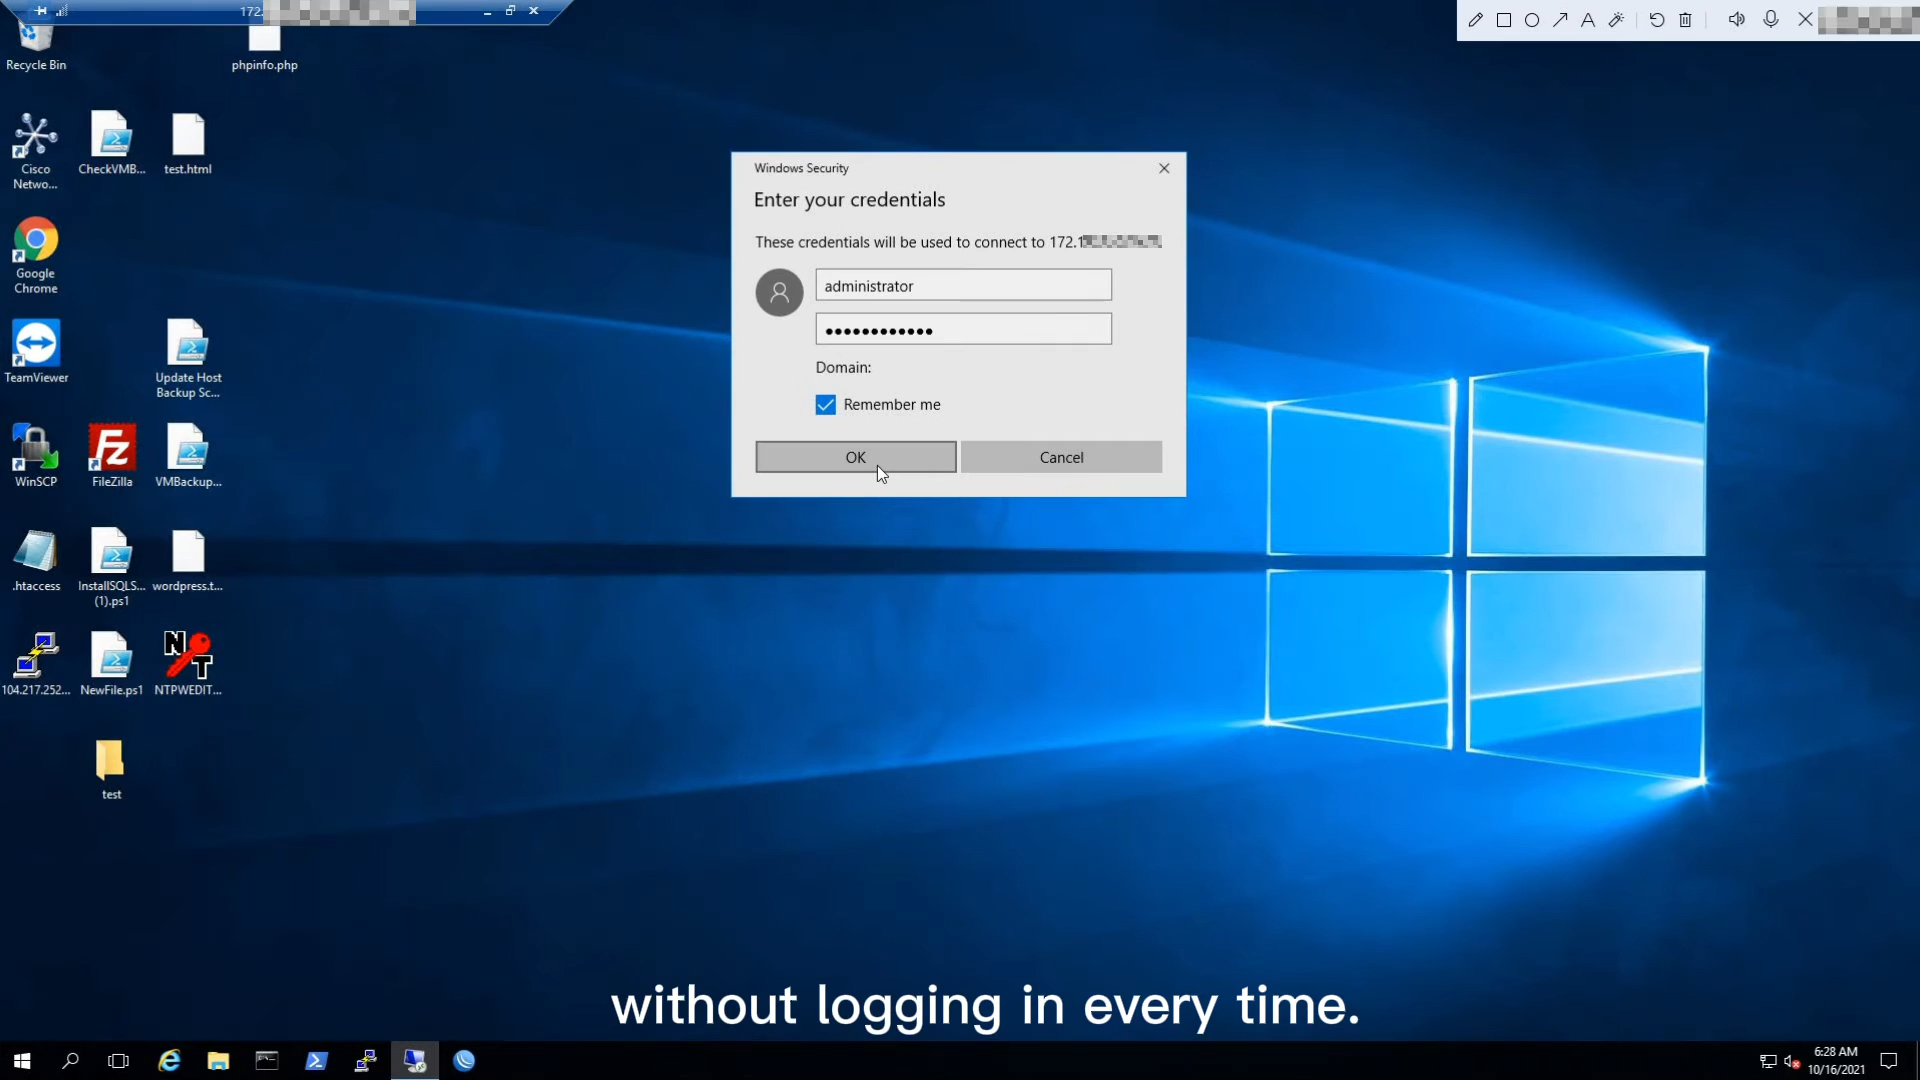 172.
Recycle Bin
phpinfo.php
Cisco
Netwo...
CheckVMB...
test.html
Google
Chrome
TeamViewer
Update Host
Backup Sc...
WinSCP
FileZilla
VMBackup...
.htaccess
InstallSQLS...
(1).ps1
wordpress.t...
104.217.252...
NewFile.ps1
NTPWEDIT...
test
Windows Security
Enter your credentials
These credentials will be used to connect to 172.1
administrator
Domain:
Remember me
OK
Cancel
without logging in every time.
6:28 AM
10/16/2021